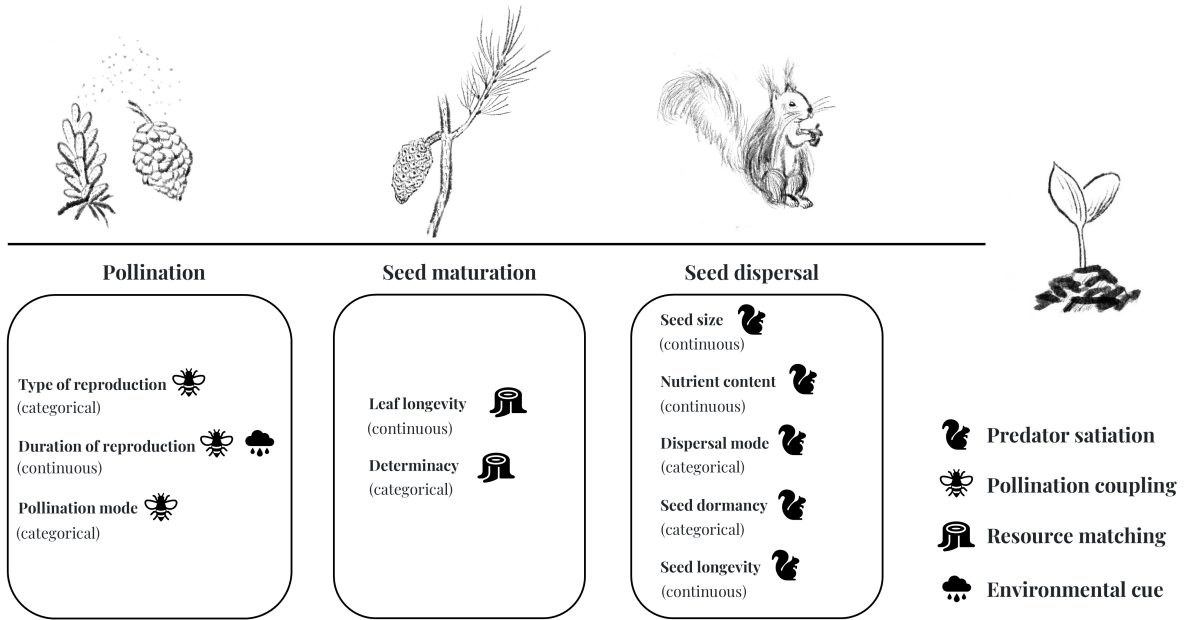 Pollination
Type of reproduction
(categorical)
Duration of reproduction
(continuous)
Pollination mode
(categorical)
Seed maturation
Leaf longevity
(continuous)
Determinacy
(categorical)
Seed dispersal
Seed size
(continuous)
Nutrient content
(continuous)
Dispersal mode
(categorical)
Seed dormancy
(categorical)
Seed longevity
(continuous)
Predator satiation
Pollination coupling
Resource matching
Environmental cue